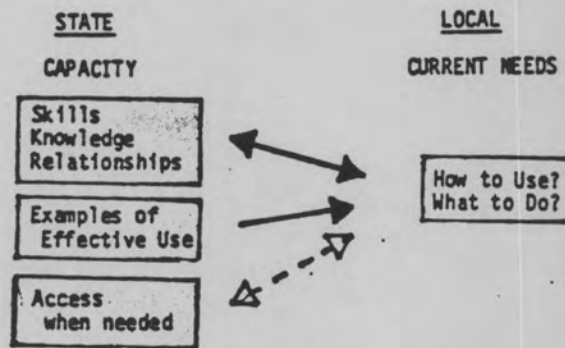 STATE
CAPACITY
Skills
Knowledge
Relationships
Examples of
Effective Use
Access
when needed
LOCAL
CURRENT NEEDS
How to Use?
What to Do?